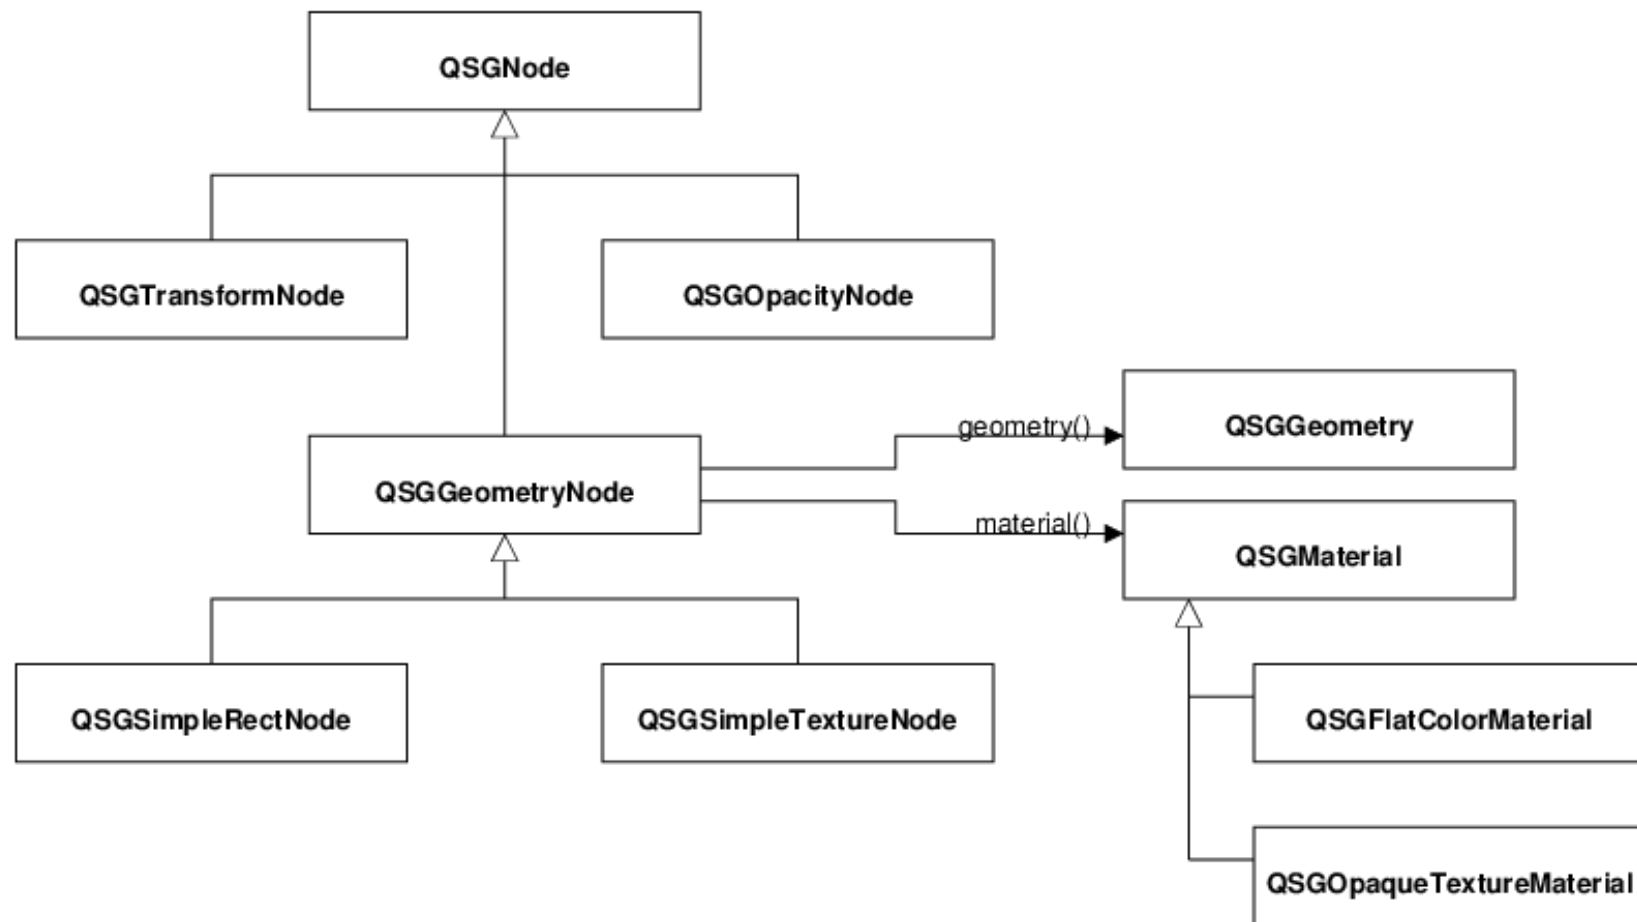 QSGNode
QSGTransformNode
QSGOpacityNode
geometry()
QSGGeometry
QSGGeometryNode
material()
QSGMaterial
QSGSimpleRectNode
QSGSimpleTextureNode
QSGFlatColorMaterial
QSGOpaqueTextureMaterial